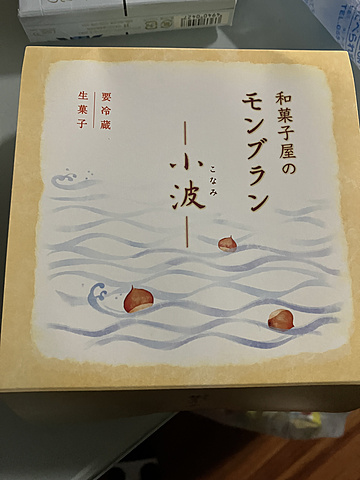 和菓子屋の
モンブラン
こなみ
小波
要冷蔵
生菓子